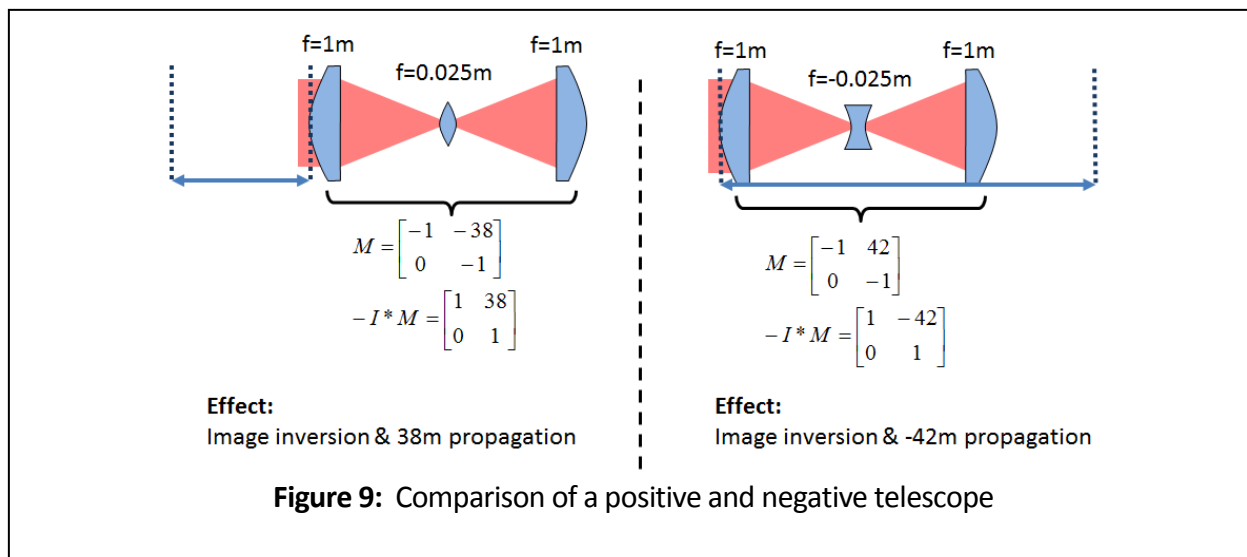 f=1m
f=1m
f=0.025m
M = [ −1 −38
0 −1 ]
−I * M = [ 1 38
0 1 ]
Effect:
Image inversion & 38m propagation
f=1m
f=1m
f=-0.025m
M = [ −1 42
0 −1 ]
−I * M = [ 1 −42
0 1 ]
Effect:
Image inversion & -42m propagation
Figure 9: Comparison of a positive and negative telescope